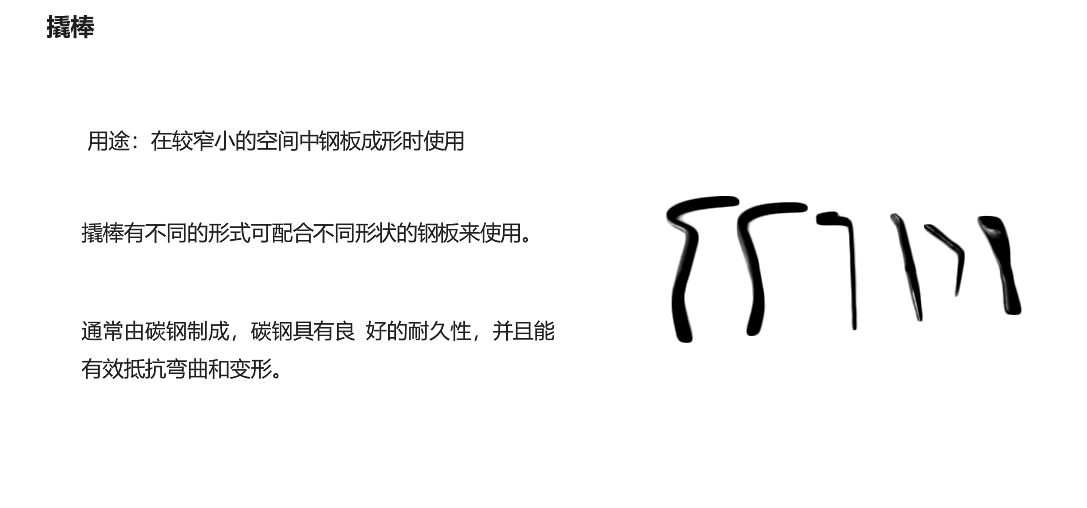 撬棒
用途：在较窄小的空间中钢板成形时使用
撬棒有不同的形式可配合不同形状的钢板来使用。
通常由碳钢制成，碳钢具有良 好的耐久性，并且能
有效抵抗弯曲和变形。